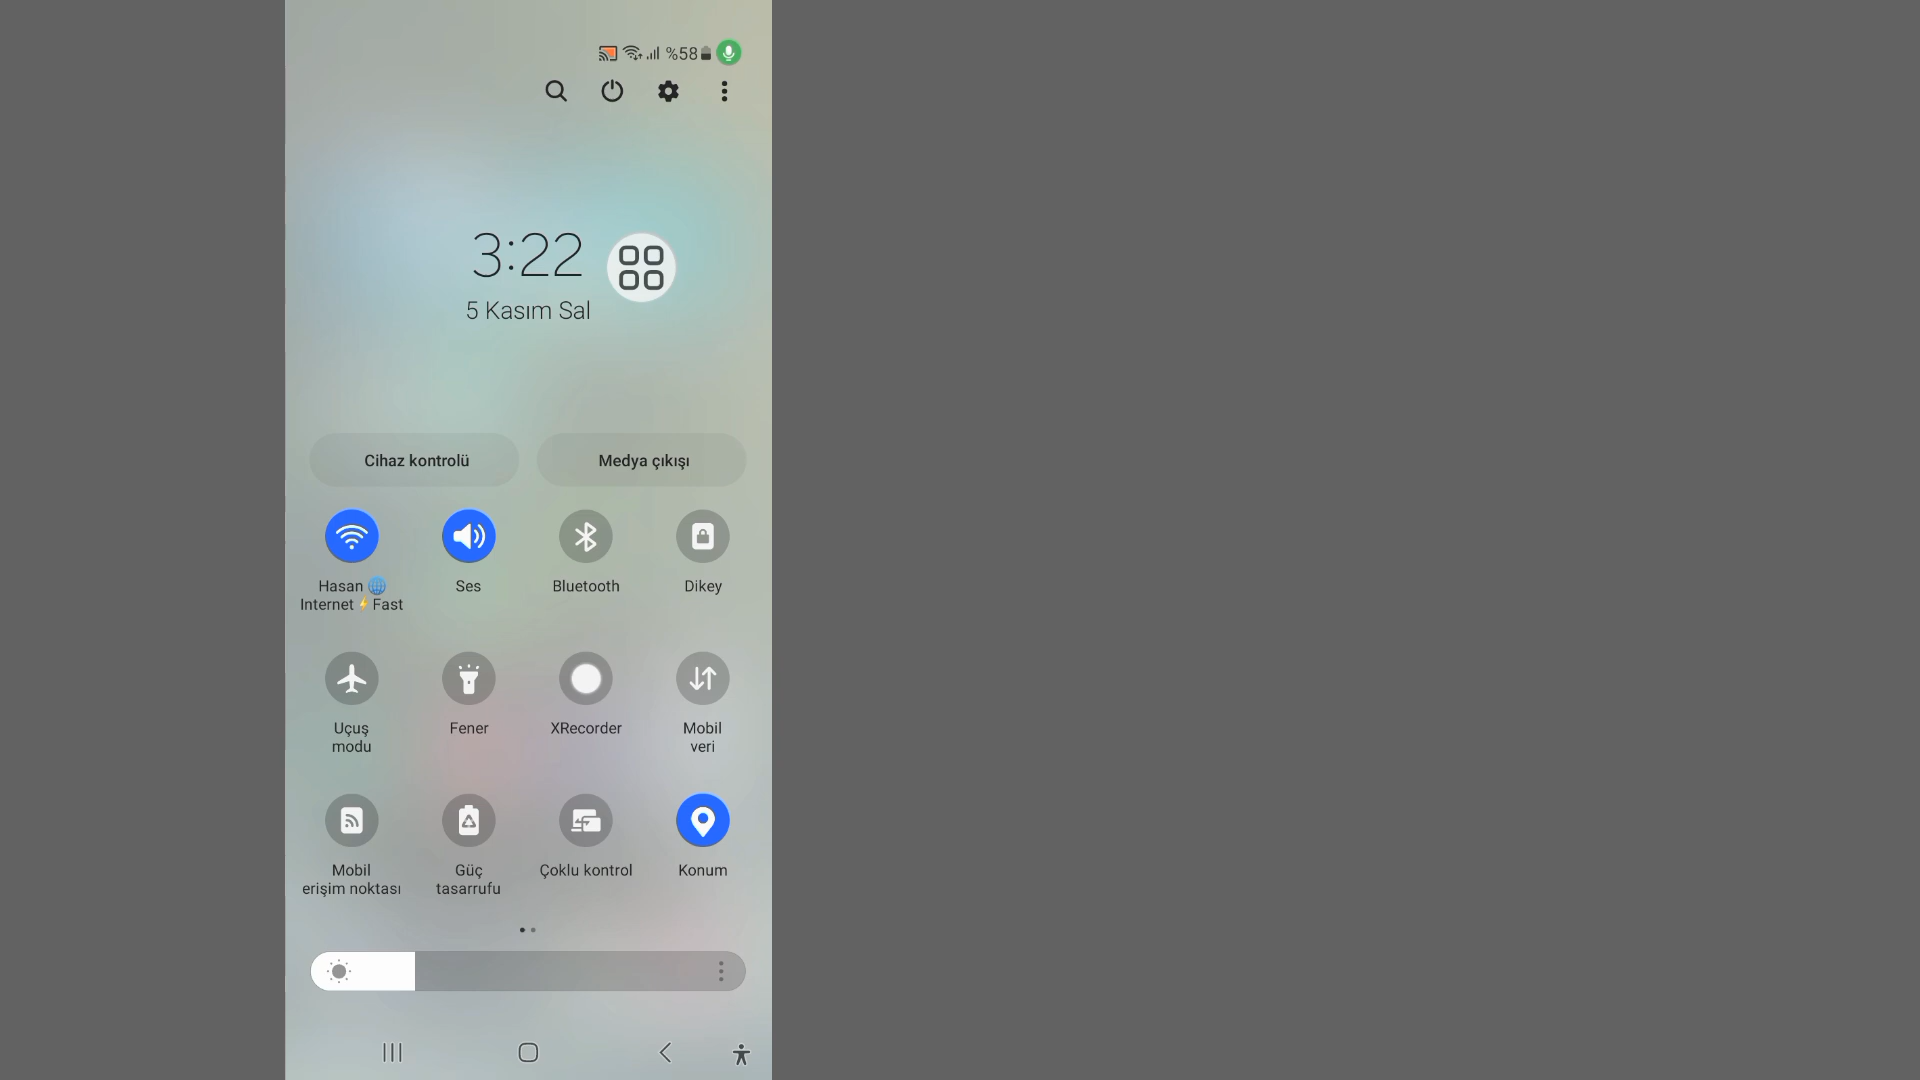 %58
3:22
5 Kasım Sal
Cihaz kontrolü
Medya çıkışı
Hasan 🌐
Internet ⚡Fast
Ses
Bluetooth
Dikey
Uçuş
modu
Fener
XRecorder
Mobil
veri
Mobil
erişim noktası
Güç
tasarrufu
Çoklu kontrol
Konum